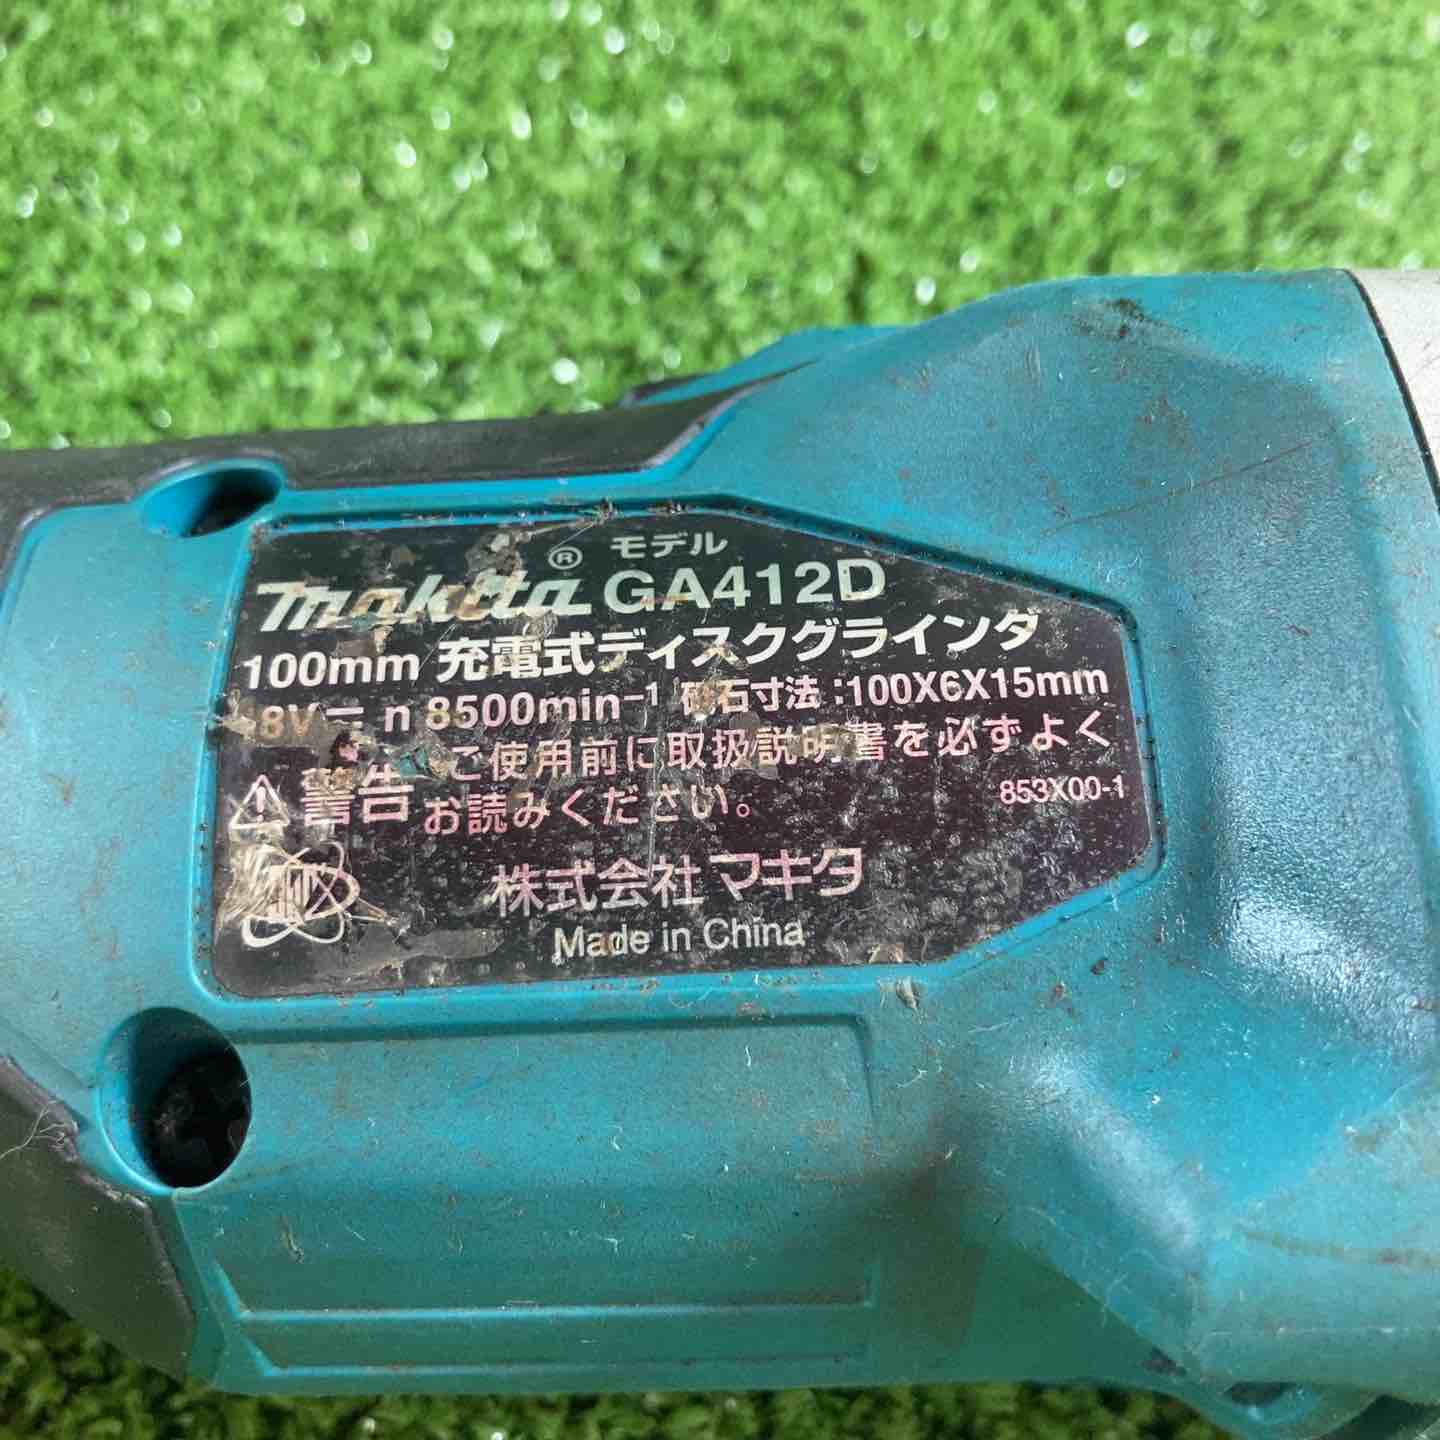 makita® モデル GA412D
100mm 充電式ディスクグラインダ
18V⎓ n 8500min⁻¹ 砥石寸法:100X6X15mm
警告 ご使用前に取扱説明書を必ずよく
お読みください。
853X00-1
株式会社マキタ
Made in China